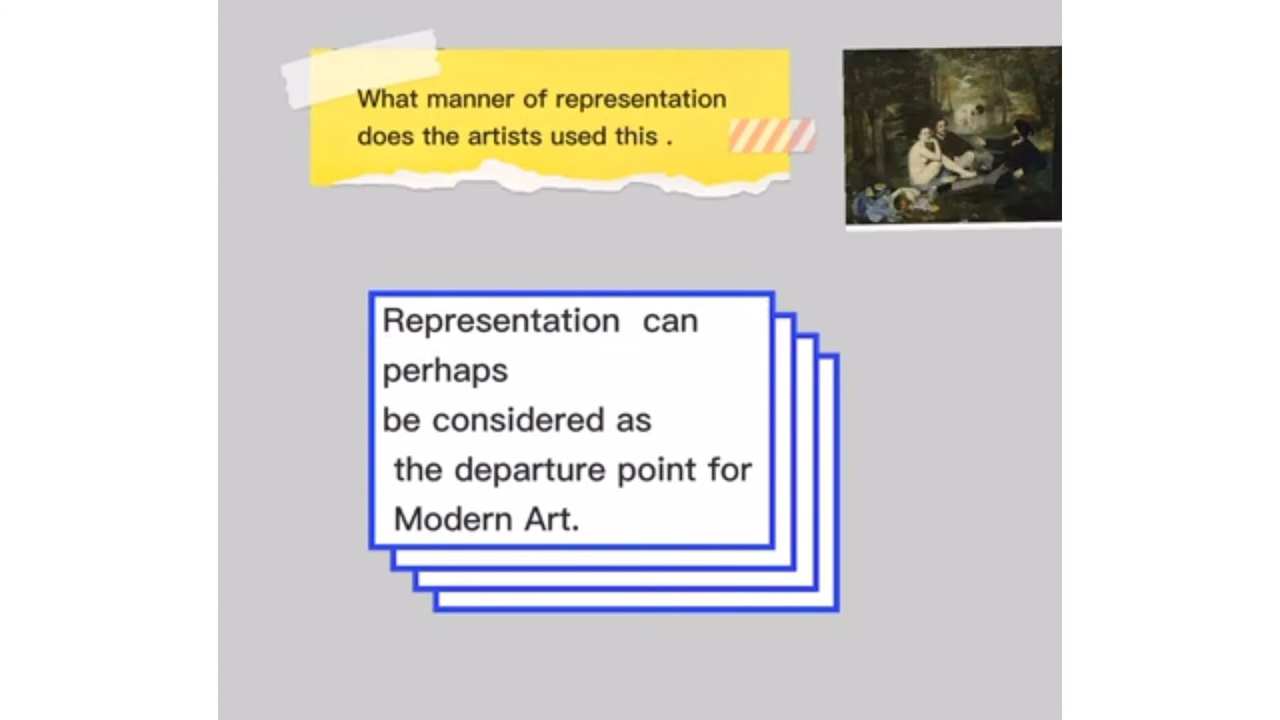 What manner of representation
does the artists used this .
Representation can
perhaps
be considered as
the departure point for
Modern Art.